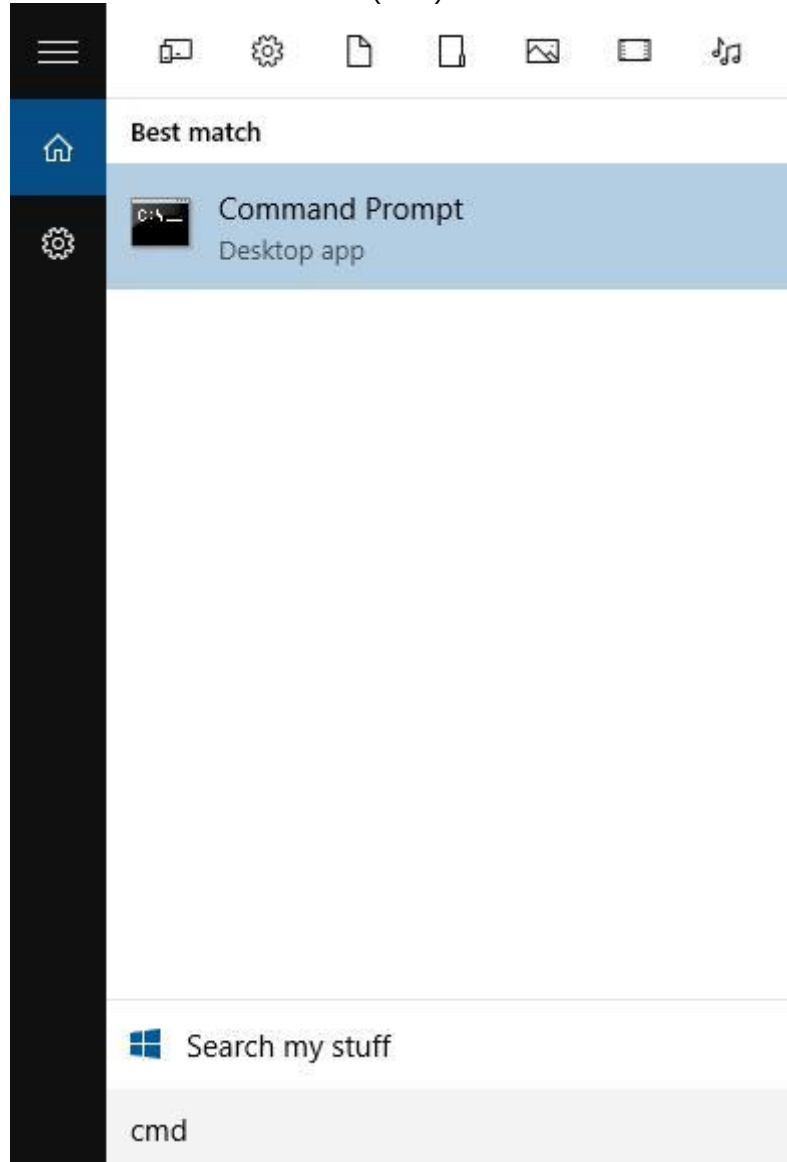 Best match
C:\_
Command Prompt
Desktop app
Search my stuff
cmd